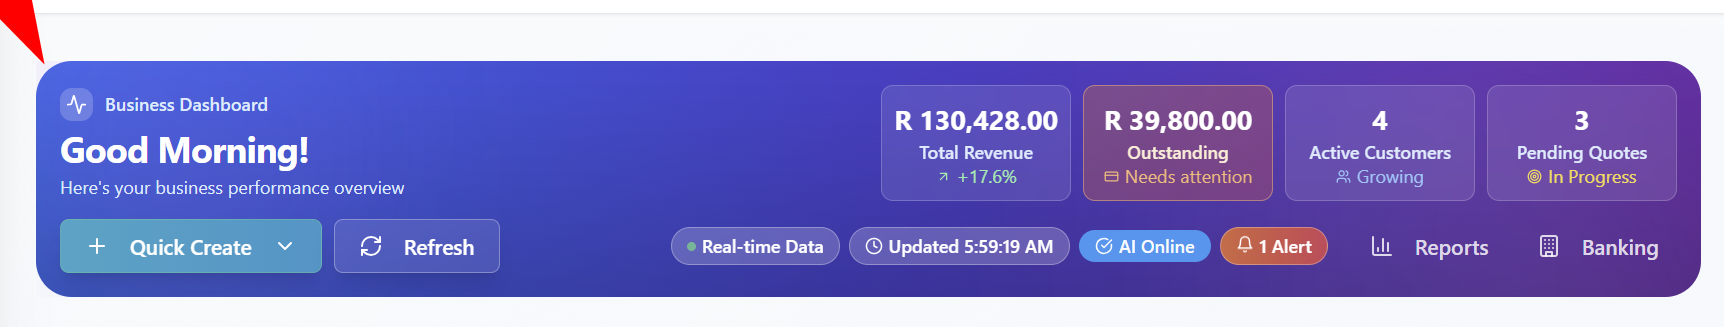 Business Dashboard
Good Morning!
Here's your business performance overview
R 130,428.00
Total Revenue
+17.6%
R 39,800.00
Outstanding
Needs attention
4
Active Customers
Growing
3
Pending Quotes
In Progress
Quick Create
Refresh
Real-time Data
Updated 5:59:19 AM
AI Online
1 Alert
Reports
Banking